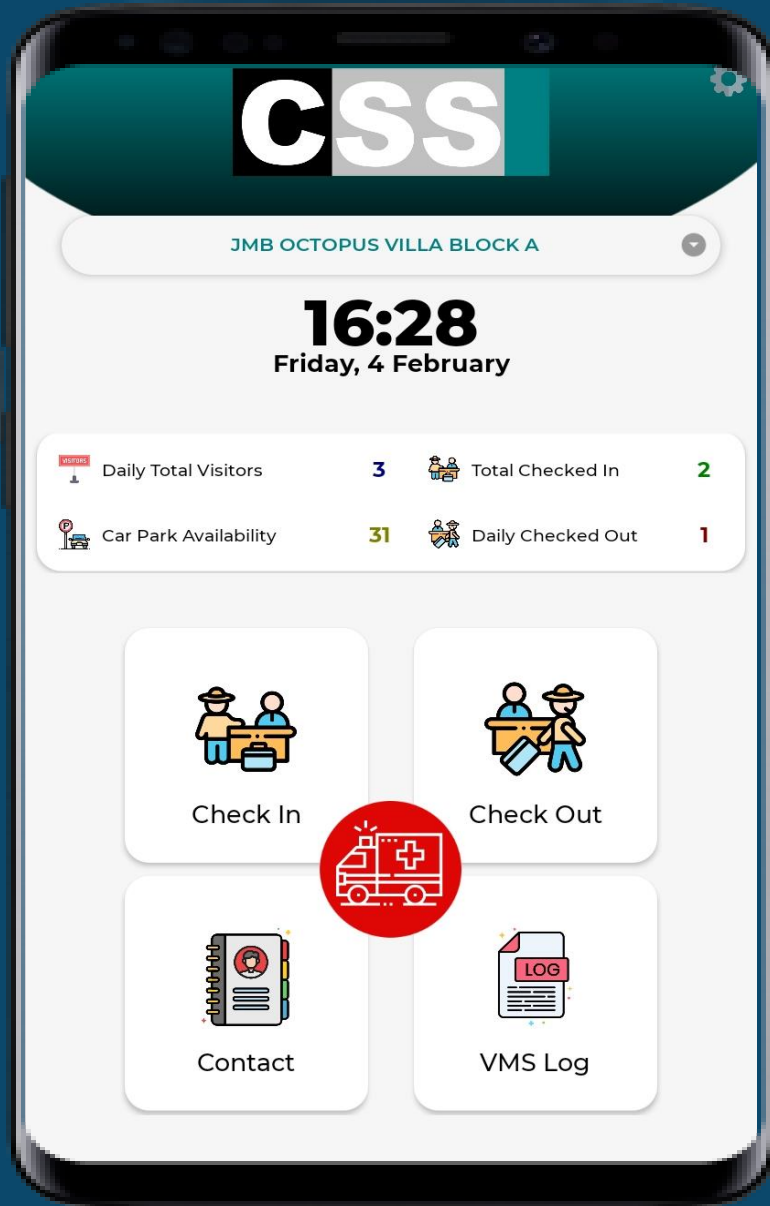 CSS
JMB OCTOPUS VILLA BLOCK A
16:28
Friday, 4 February
VISITORS
Daily Total Visitors 3
Total Checked In 2
P
Car Park Availability 31
Daily Checked Out 1
Check In
Check Out
Contact
LOG
VMS Log